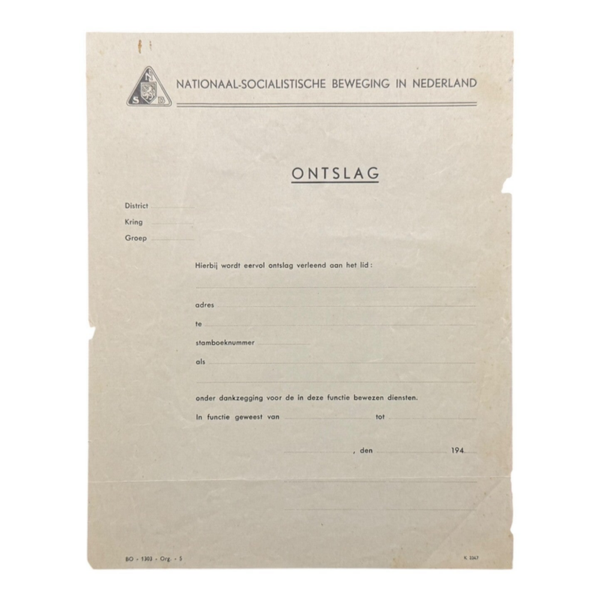 N
S B
NATIONAAL-SOCIALISTISCHE BEWEGING IN NEDERLAND
ONTSLAG
District
Kring
Groep
Hierbij wordt eervol ontslag verleend aan het lid :
adres
te
stamboeknummer
als
onder dankzegging voor de in deze functie bewezen diensten.
In functie geweest van tot
, den 194
BO - 1303 - Org. - 3